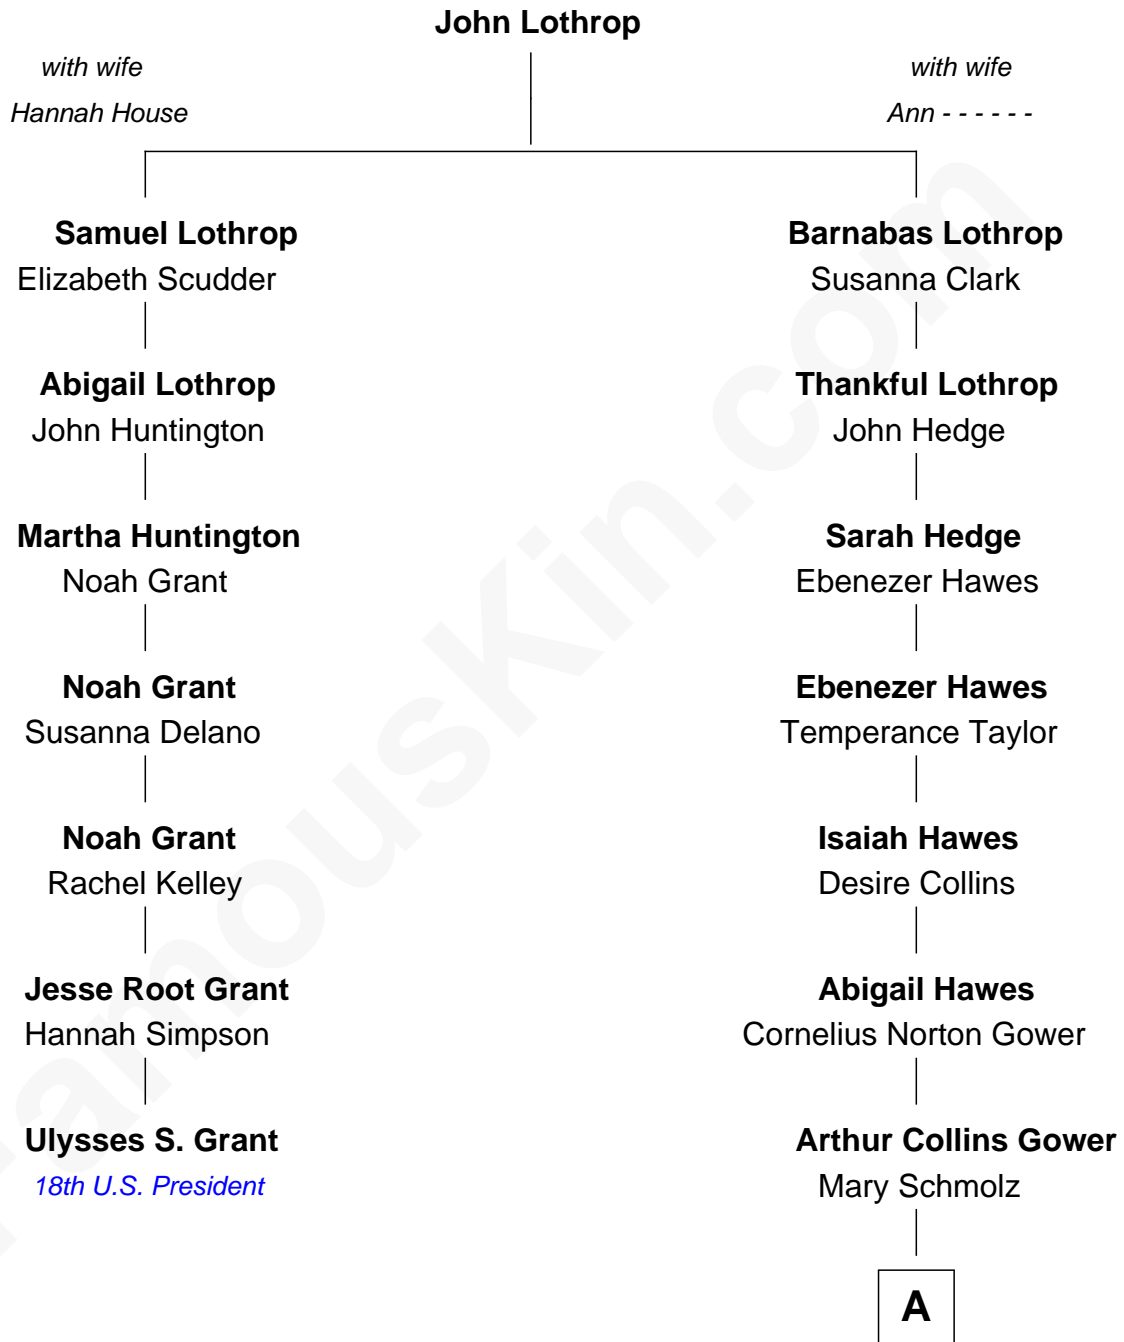 John Lothrop
with wife
Hannah House
with wife
Ann - - - - - -
Samuel Lothrop
Elizabeth Scudder
Barnabas Lothrop
Susanna Clark
Abigail Lothrop
John Huntington
Thankful Lothrop
John Hedge
Martha Huntington
Noah Grant
Sarah Hedge
Ebenezer Hawes
Noah Grant
Susanna Delano
Ebenezer Hawes
Temperance Taylor
Noah Grant
Rachel Kelley
Isaiah Hawes
Desire Collins
Jesse Root Grant
Hannah Simpson
Abigail Hawes
Cornelius Norton Gower
Ulysses S. Grant
18th U.S. President
Arthur Collins Gower
Mary Schmolz
A
FamousKin.com